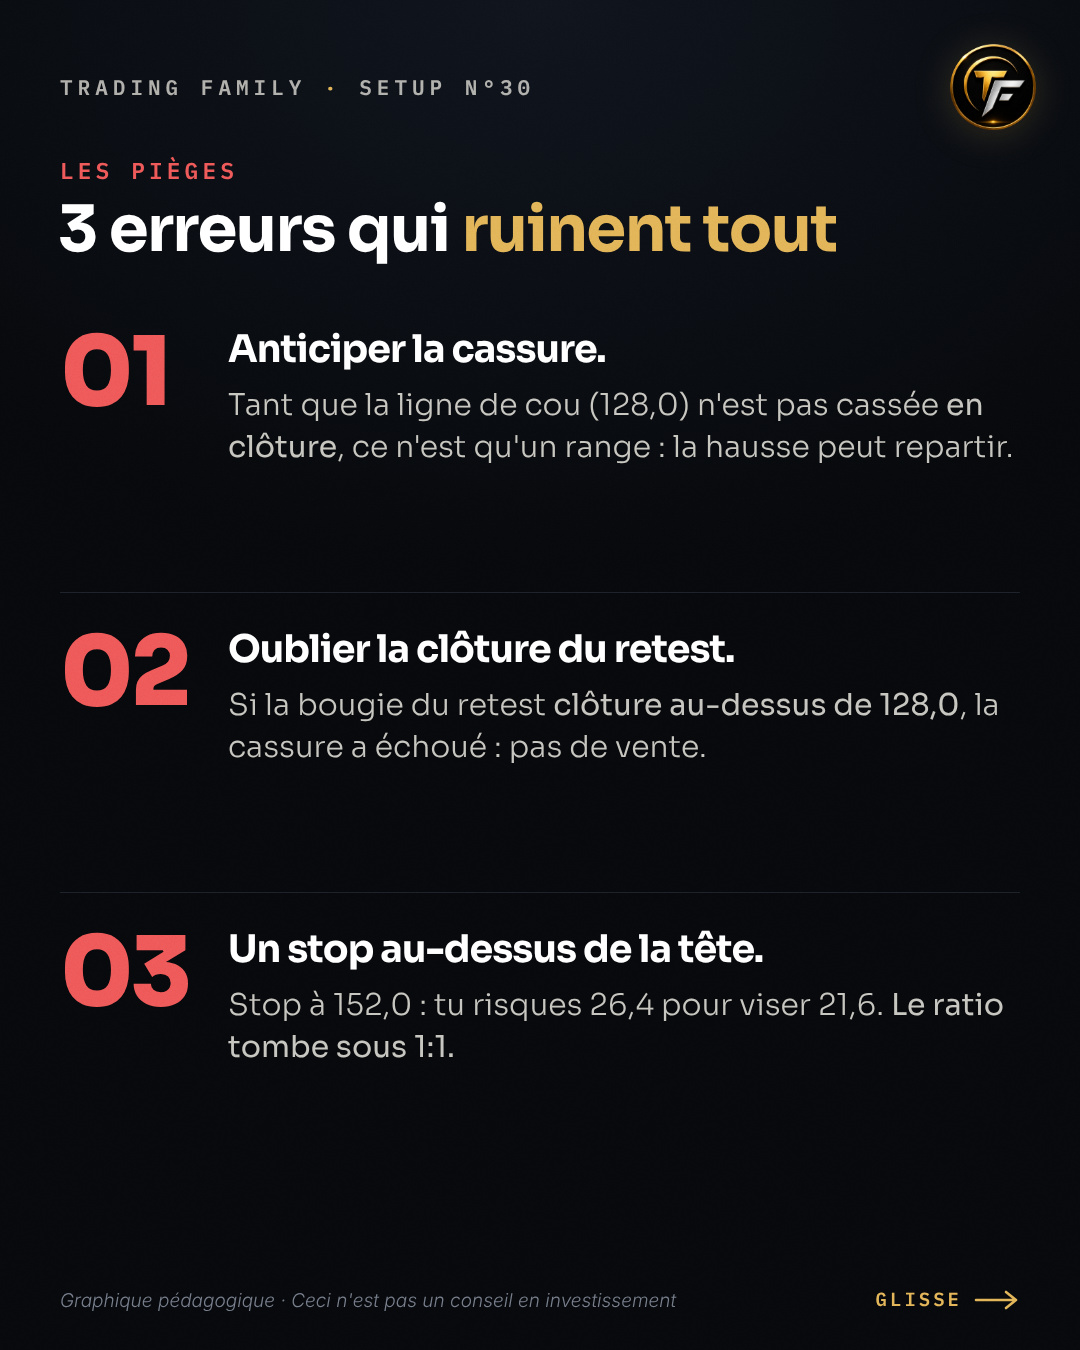 TRADING FAMILY · SETUP N°30
TF
LES PIÈGES
3 erreurs qui ruinent tout
01
Anticiper la cassure.
Tant que la ligne de cou (128,0) n'est pas cassée en
clôture, ce n'est qu'un range : la hausse peut repartir.
02
Oublier la clôture du retest.
Si la bougie du retest clôture au-dessus de 128,0, la
cassure a échoué : pas de vente.
03
Un stop au-dessus de la tête.
Stop à 152,0 : tu risques 26,4 pour viser 21,6. Le ratio
tombe sous 1:1.
Graphique pédagogique · Ceci n'est pas un conseil en investissement
GLISSE →